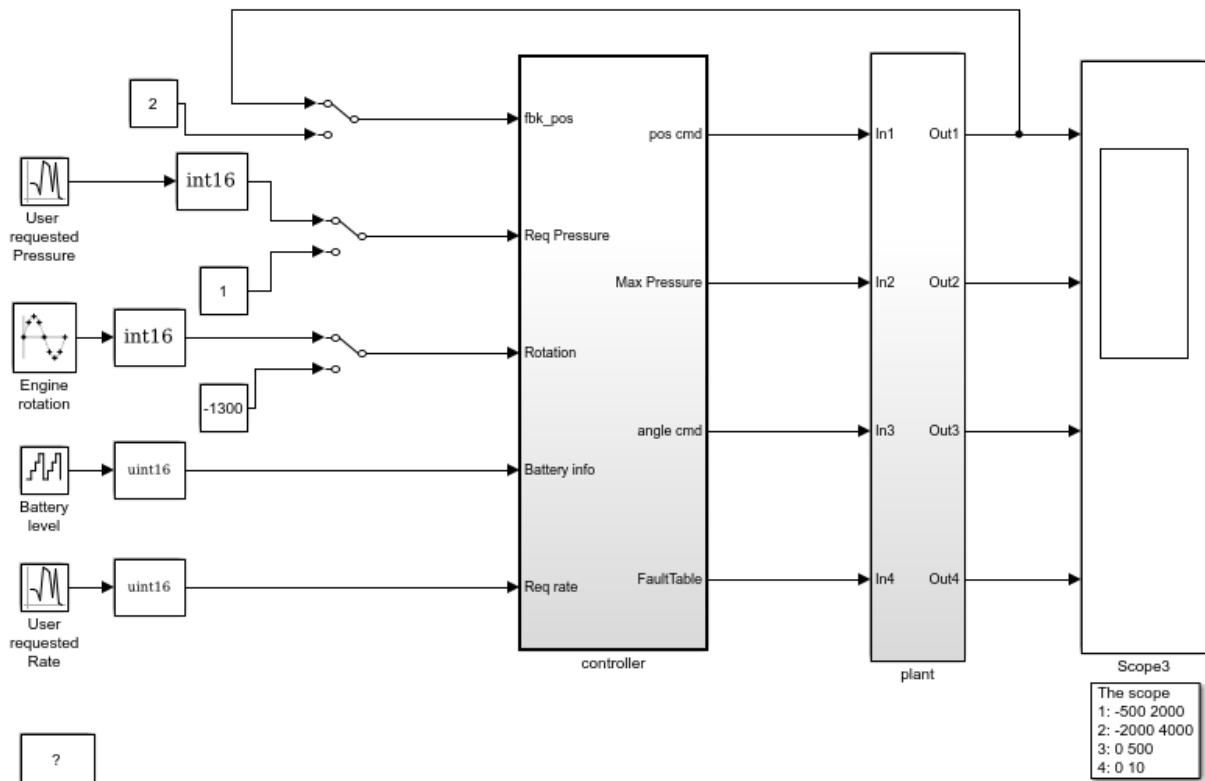 2
fbk_pos
pos cmd
In1
Out1
int16
User
requested
Pressure
Req Pressure
1
Max Pressure
In2
Out2
int16
Engine
rotation
Rotation
-1300
angle cmd
In3
Out3
uint16
Battery
level
Battery info
uint16
User
requested
Rate
Req rate
FaultTable
In4
Out4
controller
plant
Scope3
The scope
1: -500 2000
2: -2000 4000
3: 0 500
4: 0 10
?